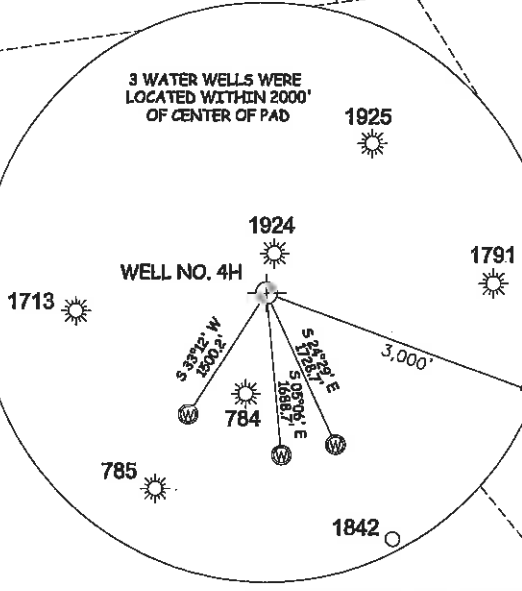 3 WATER WELLS WERE
LOCATED WITHIN 2000'
OF CENTER OF PAD
1925
1924
WELL NO. 4H
1791
1713
3,000'
S 33°12' W
1500.2'
S 24°29' E
1728.7'
S 05°06' E
1688.7'
784
W
W
W
785
1842